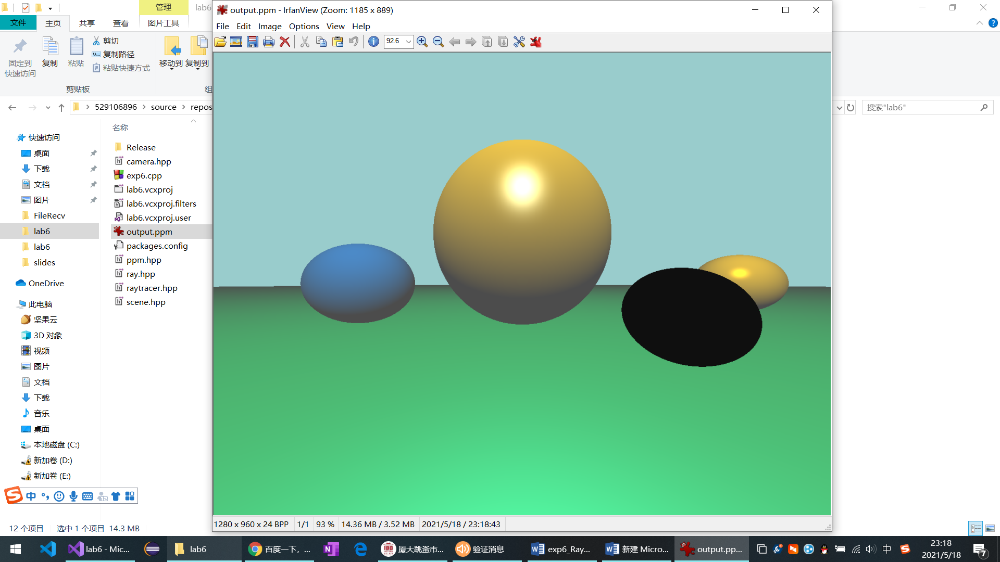 管理
lab6
文件
主页
共享
查看
图片工具
固定到
快速访问
复制
粘贴
剪切
复制路径
粘贴快捷方式
移动到
复制到
剪贴板
组
529106896
source
repos
搜索"lab6"
快速访问
桌面
下载
文档
图片
FileRecv
lab6
lab6
slides
OneDrive
此电脑
坚果云
3D 对象
视频
图片
文档
下载
音乐
桌面
本地磁盘 (C:)
新加卷 (D:)
新加卷 (E:)
名称
Release
camera.hpp
exp6.cpp
lab6.vcxproj
lab6.vcxproj.filters
lab6.vcxproj.user
output.ppm
packages.config
ppm.hpp
ray.hpp
raytracer.hpp
scene.hpp
中
12 个项目
选中 1 个项目 14.3 MB
output.ppm - IrfanView (Zoom: 1185 x 889)
File Edit Image Options View Help
92.6
1280 x 960 x 24 BPP
1/1
93 %
14.36 MB / 3.52 MB
2021/5/18 / 23:18:43
lab6 - Mic...
lab6
百度一下，...
厦大跳蚤市...
验证消息
exp6_Ray...
新建 Micro...
output.pp...
中
23:18
2021/5/18
7